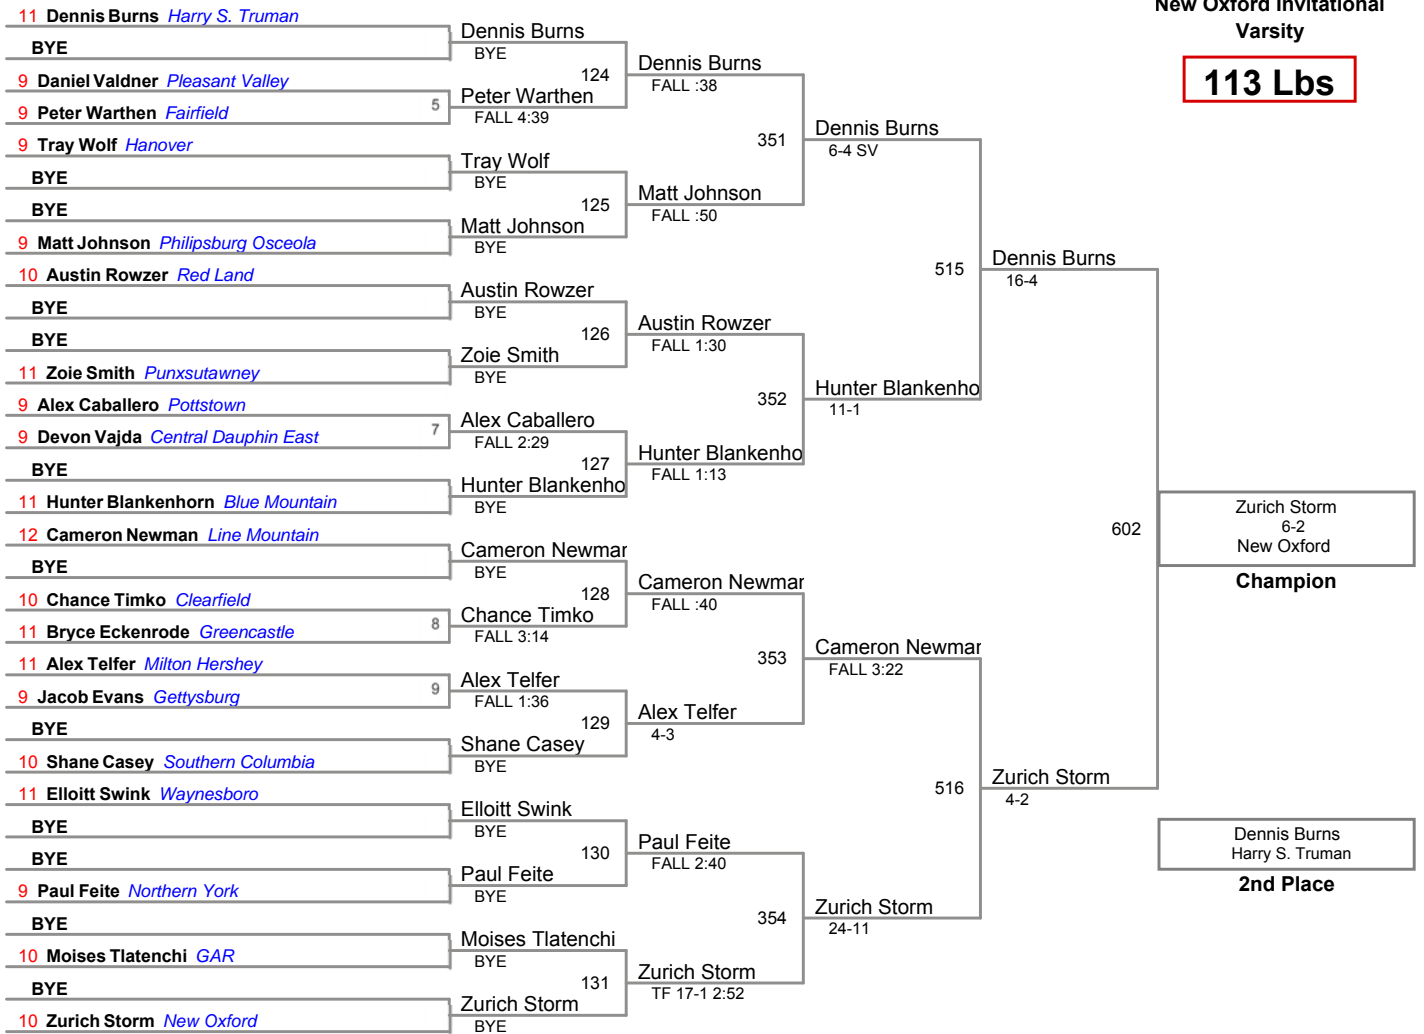 New Oxford Invitational
Varsity
113 Lbs
11 Dennis Burns Harry S. Truman
BYE
9 Daniel Valdner Pleasant Valley
9 Peter Warthen Fairfield
9 Tray Wolf Hanover
BYE
BYE
9 Matt Johnson Philipsburg Osceola
10 Austin Rowzer Red Land
BYE
BYE
11 Zoie Smith Punxsutawney
9 Alex Caballero Pottstown
9 Devon Vajda Central Dauphin East
BYE
11 Hunter Blankenhorn Blue Mountain
12 Cameron Newman Line Mountain
BYE
10 Chance Timko Clearfield
11 Bryce Eckenrode Greencastle
11 Alex Telfer Milton Hershey
9 Jacob Evans Gettysburg
BYE
10 Shane Casey Southern Columbia
11 Elloitt Swink Waynesboro
BYE
BYE
9 Paul Feite Northern York
BYE
10 Moises Tlatenchi GAR
BYE
10 Zurich Storm New Oxford
5
7
8
9
Dennis Burns
BYE
124
Peter Warthen
FALL 4:39
Tray Wolf
BYE
125
Matt Johnson
BYE
Austin Rowzer
BYE
126
Zoie Smith
BYE
Alex Caballero
FALL 2:29
127
Hunter Blankenho
BYE
Cameron Newmar
BYE
128
Chance Timko
FALL 3:14
Alex Telfer
FALL 1:36
129
Shane Casey
BYE
Elloitt Swink
BYE
130
Paul Feite
BYE
Moises Tlatenchi
BYE
131
Zurich Storm
BYE
Dennis Burns
FALL :38
351
Matt Johnson
FALL :50
Austin Rowzer
FALL 1:30
352
Hunter Blankenho
FALL 1:13
Cameron Newmar
FALL :40
353
Alex Telfer
4-3
Paul Feite
FALL 2:40
354
Zurich Storm
TF 17-1 2:52
Dennis Burns
6-4 SV
515
Hunter Blankenho
11-1
Cameron Newmar
FALL 3:22
516
Zurich Storm
24-11
Dennis Burns
16-4
602
Zurich Storm
4-2
Zurich Storm
6-2
New Oxford
Champion
Dennis Burns
Harry S. Truman
2nd Place